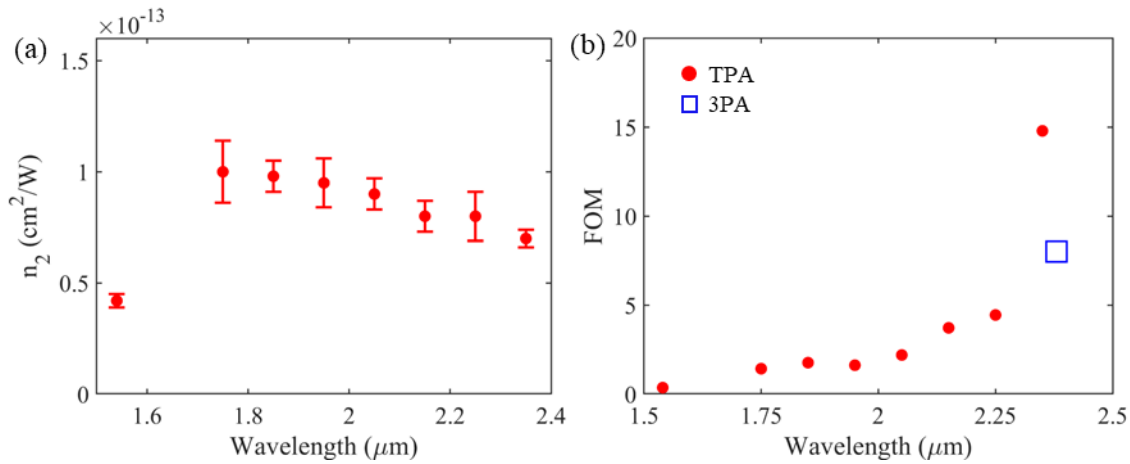 (a)
×10⁻¹³
1.5
1
0.5
0
n₂ (cm²/W)
1.6
1.8
2
2.2
2.4
Wavelength (μm)
(b)
20
15
10
5
0
FOM
TPA
3PA
1.5
1.75
2
2.25
2.5
Wavelength (μm)